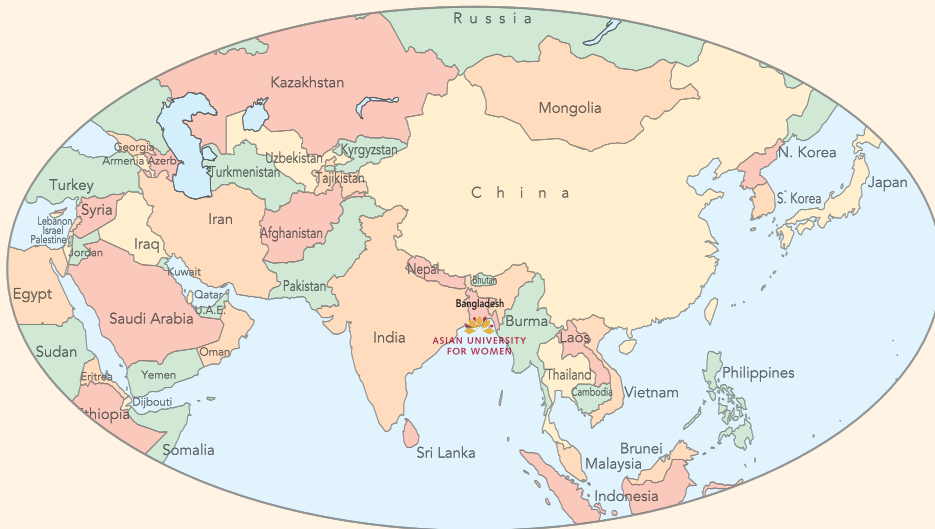 Russia
Kazakhstan
Mongolia
Georgia
Armenia
Azerb.
Uzbekistan
Kyrgyzstan
Turkmenistan
Tajikistan
N. Korea
S. Korea
Japan
China
Turkey
Syria
Lebanon
Israel
Palestine
Iran
Iraq
Afghanistan
Jordan
Kuwait
Pakistan
Nepal
Bhutan
Egypt
Qatar
U.A.E.
Saudi Arabia
Bangladesh
ASIAN UNIVERSITY
FOR WOMEN
India
Burma
Laos
Sudan
Oman
Eritrea
Yemen
Thailand
Cambodia
Vietnam
Philippines
Djibouti
thiopia
Somalia
Sri Lanka
Brunei
Malaysia
Indonesia